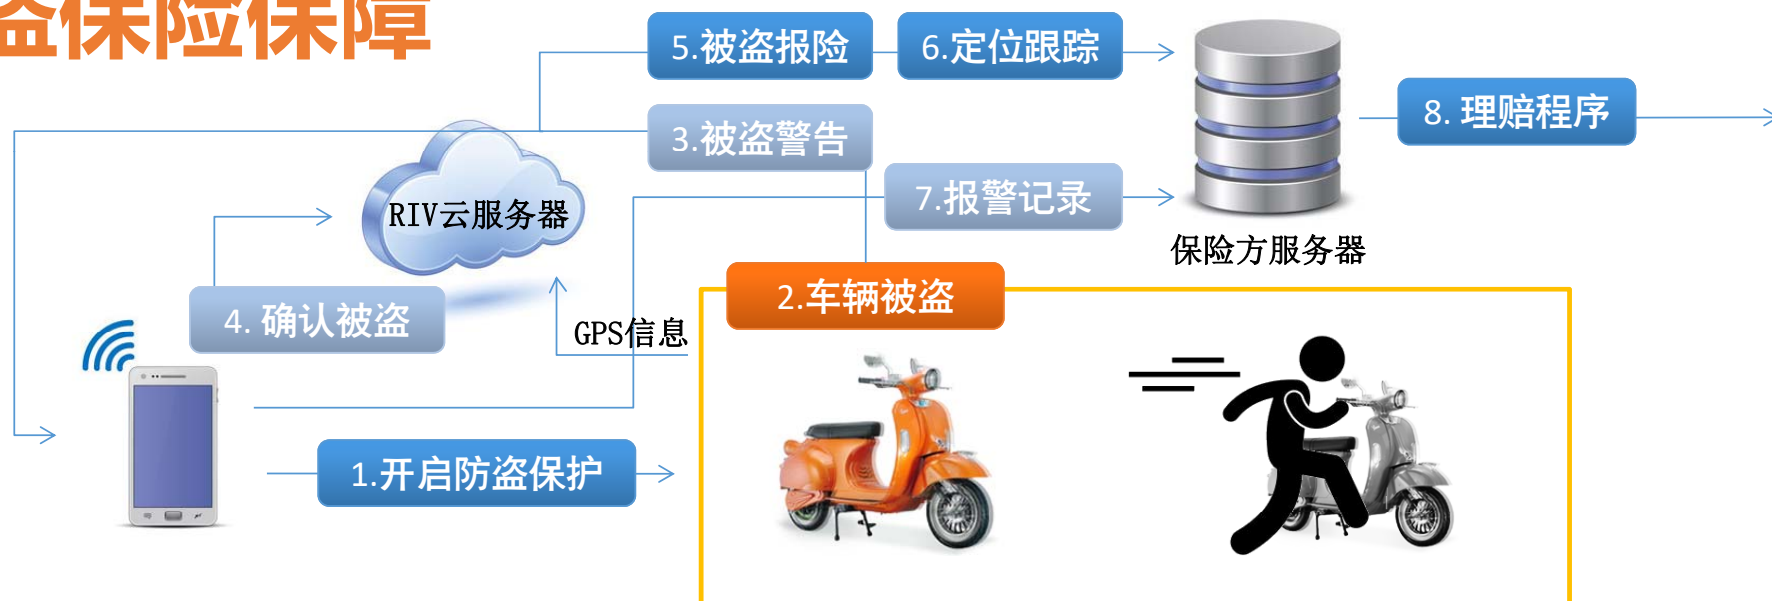 盗保险保障
5.被盗报险
6.定位跟踪
8. 理赔程序
3.被盗警告
7.报警记录
RIV云服务器
保险方服务器
2.车辆被盗
4. 确认被盗
GPS信息
1.开启防盗保护